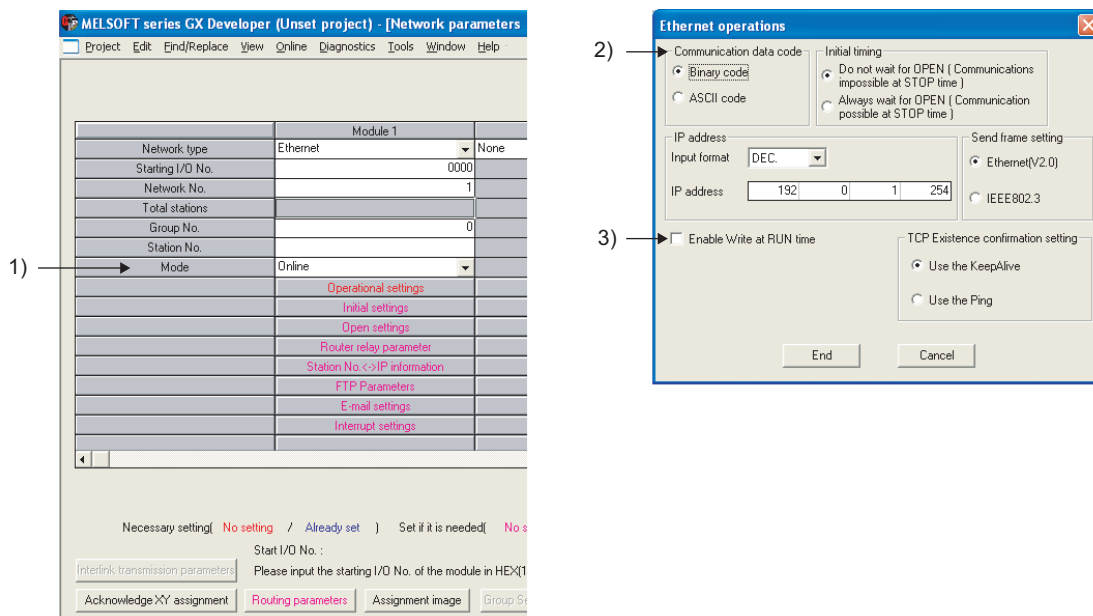 MELSOFT series GX Developer (Unset project) - [Network parameters
Project Edit Find/Replace View Online Diagnostics Tools Window Help
Module 1
Network type Ethernet None
Starting I/O No. 0000
Network No. 1
Total stations
Group No. 0
Station No.
1) Mode Online
Operational settings
Initial settings
Open settings
Router relay parameter
Station No.<->IP information
FTP Parameters
E-mail settings
Interrupt settings
Necessary setting( No setting / Already set ) Set if it is needed( No s
Start I/O No. :
Interlink transmission parameters Please input the starting I/O No. of the module in HEX(1
Acknowledge XY assignment Routing parameters Assignment image Group Se
Ethernet operations
2) Communication data code Initial timing
Binary code Do not wait for OPEN ( Communications
impossible at STOP time )
ASCII code Always wait for OPEN ( Communication
possible at STOP time )
IP address Send frame setting
Input format DEC. Ethernet(V2.0)
IP address 192 0 1 254 IEEE802.3
3) Enable Write at RUN time TCP Existence confirmation setting
Use the KeepAlive
Use the Ping
End Cancel